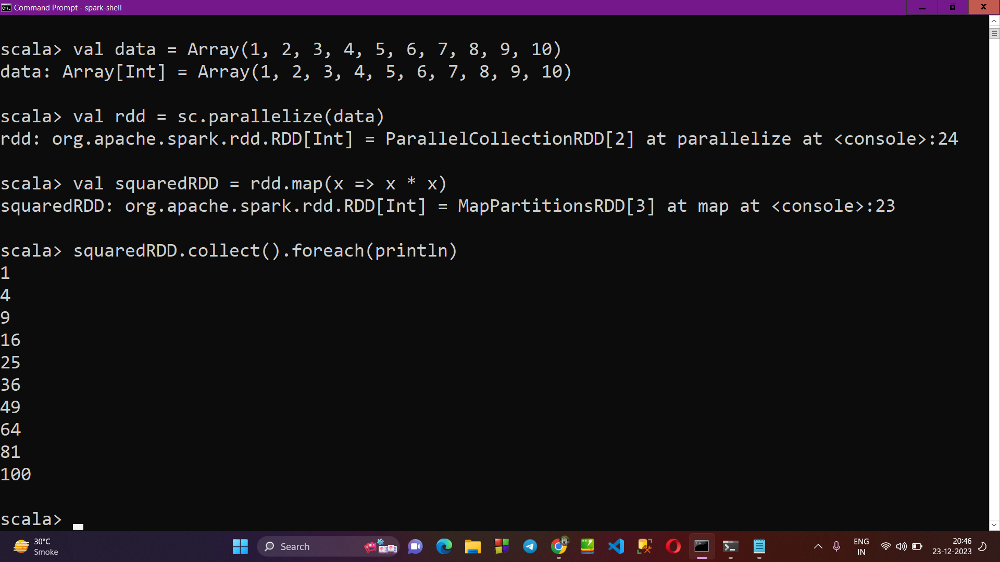 Command Prompt - spark-shell
scala> val data = Array(1, 2, 3, 4, 5, 6, 7, 8, 9, 10)
data: Array[Int] = Array(1, 2, 3, 4, 5, 6, 7, 8, 9, 10)
scala> val rdd = sc.parallelize(data)
rdd: org.apache.spark.rdd.RDD[Int] = ParallelCollectionRDD[2] at parallelize at <console>:24
scala> val squaredRDD = rdd.map(x => x * x)
squaredRDD: org.apache.spark.rdd.RDD[Int] = MapPartitionsRDD[3] at map at <console>:23
scala> squaredRDD.collect().foreach(println)
1
4
9
16
25
36
49
64
81
100
scala>
30°C
Smoke
Search
ENG
IN
20:46
23-12-2023